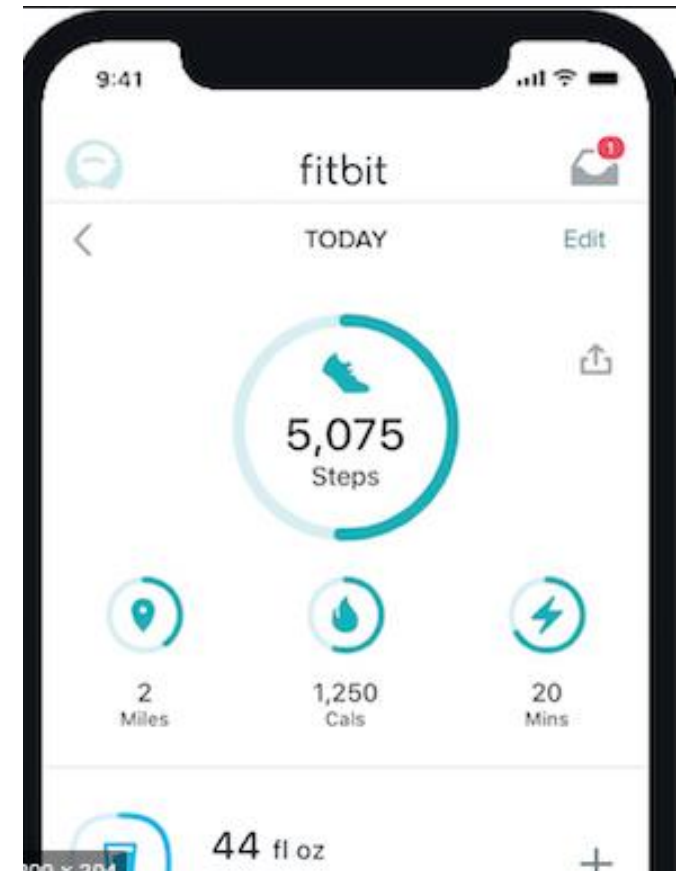 9:41
fitbit
1
TODAY
Edit
5,075
Steps
2
Miles
1,250
Cals
20
Mins
44 fl oz